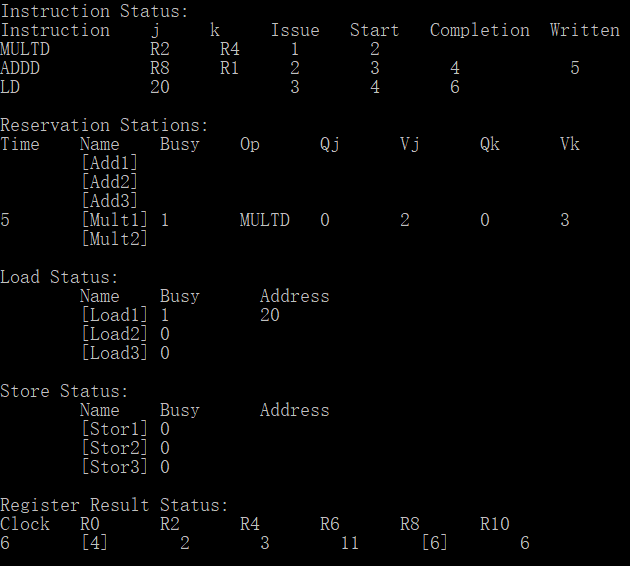 Instruction Status:
Instruction j k Issue Start Completion Written
MULTD R2 R4 1 2
ADDD R8 R1 2 3 4 5
LD 20 3 4 6
Reservation Stations:
Time Name Busy Op Qj Vj Qk Vk
[Add1]
[Add2]
[Add3]
5 [Mult1] 1 MULTD 0 2 0 3
[Mult2]
Load Status:
Name Busy Address
[Load1] 1 20
[Load2] 0
[Load3] 0
Store Status:
Name Busy Address
[Stor1] 0
[Stor2] 0
[Stor3] 0
Register Result Status:
Clock R0 R2 R4 R6 R8 R10
6 [4] 2 3 11 [6] 6